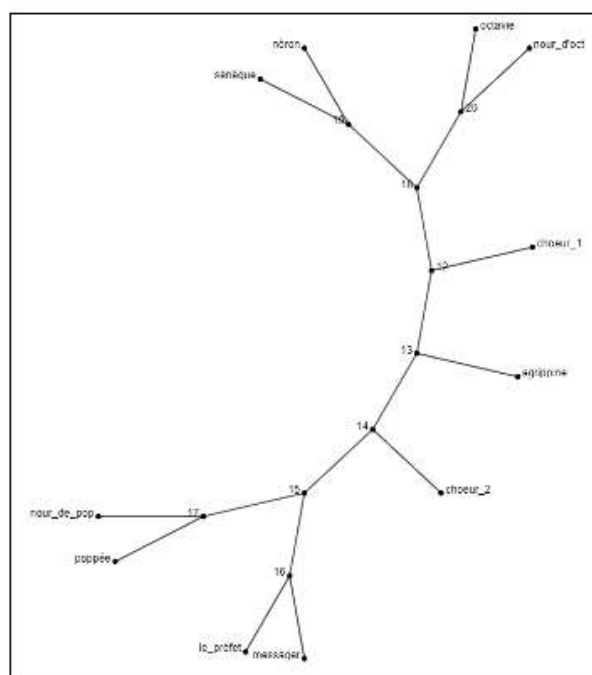 octavie
néron
nour_d'oct
sénèque
20
19
18
choeur_1
12
13
agrippine
14
15
choeur_2
nour_de_pop
17
poppée
16
le_préfet
messager